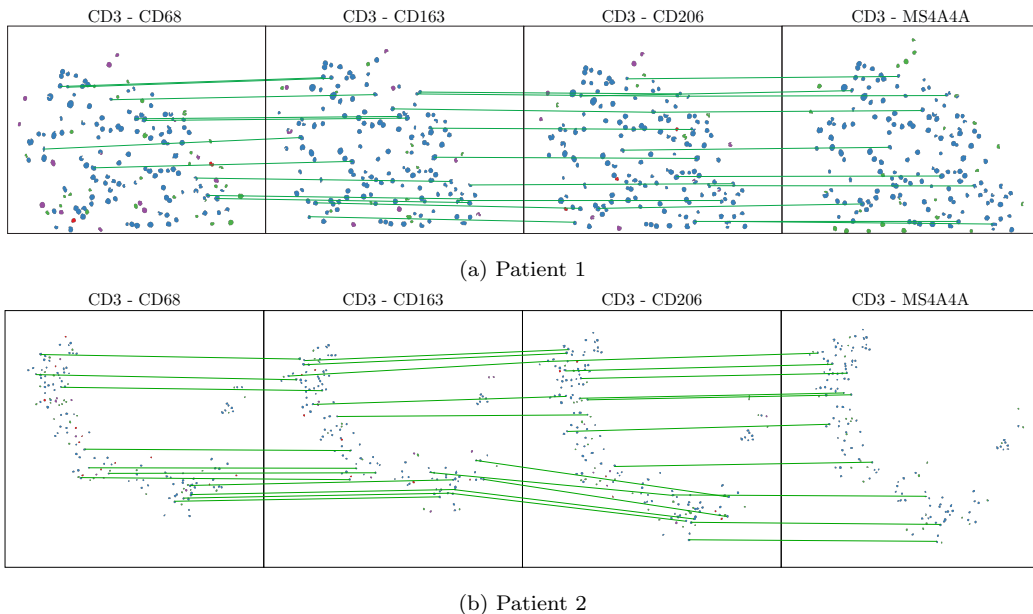 CD3 - CD68 CD3 - CD163 CD3 - CD206 CD3 - MS4A4A
(a) Patient 1
CD3 - CD68 CD3 - CD163 CD3 - CD206 CD3 - MS4A4A
(b) Patient 2